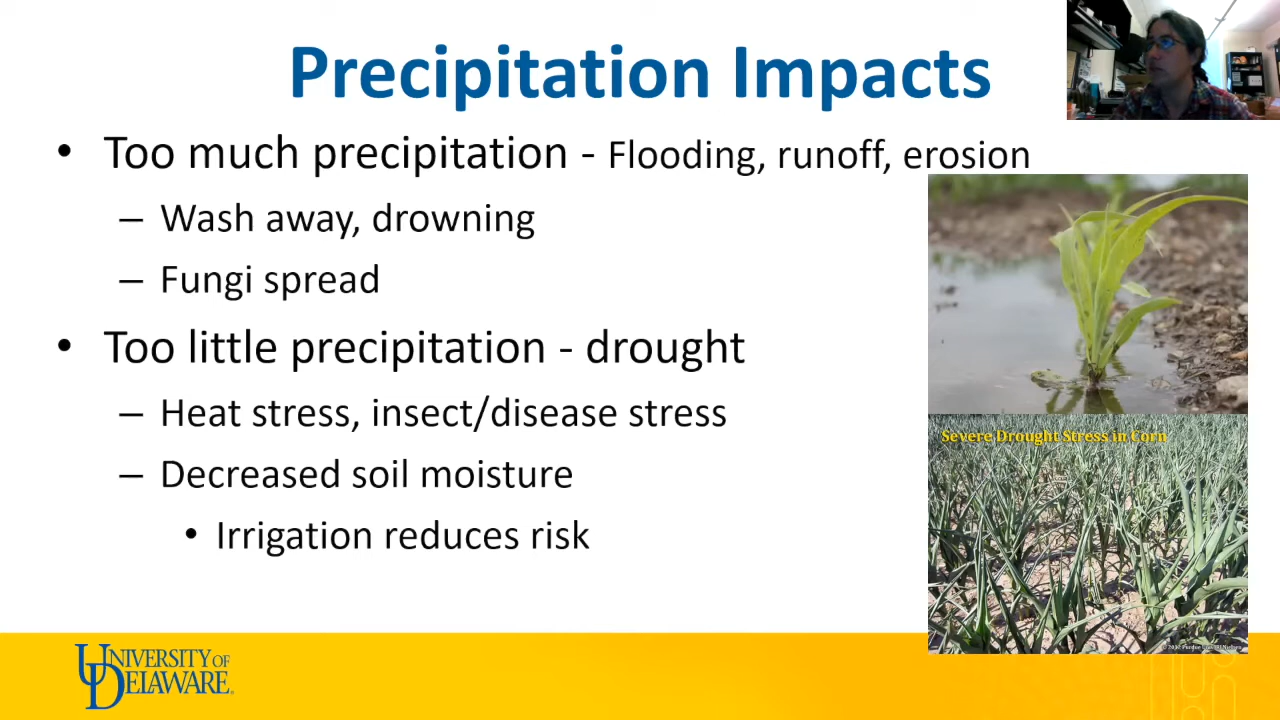 Precipitation Impacts
• Too much precipitation - Flooding, runoff, erosion
– Wash away, drowning
– Fungi spread
• Too little precipitation - drought
– Heat stress, insect/disease stress
– Decreased soil moisture
• Irrigation reduces risk
Severe Drought Stress in Corn
UNIVERSITY OF
DELAWARE